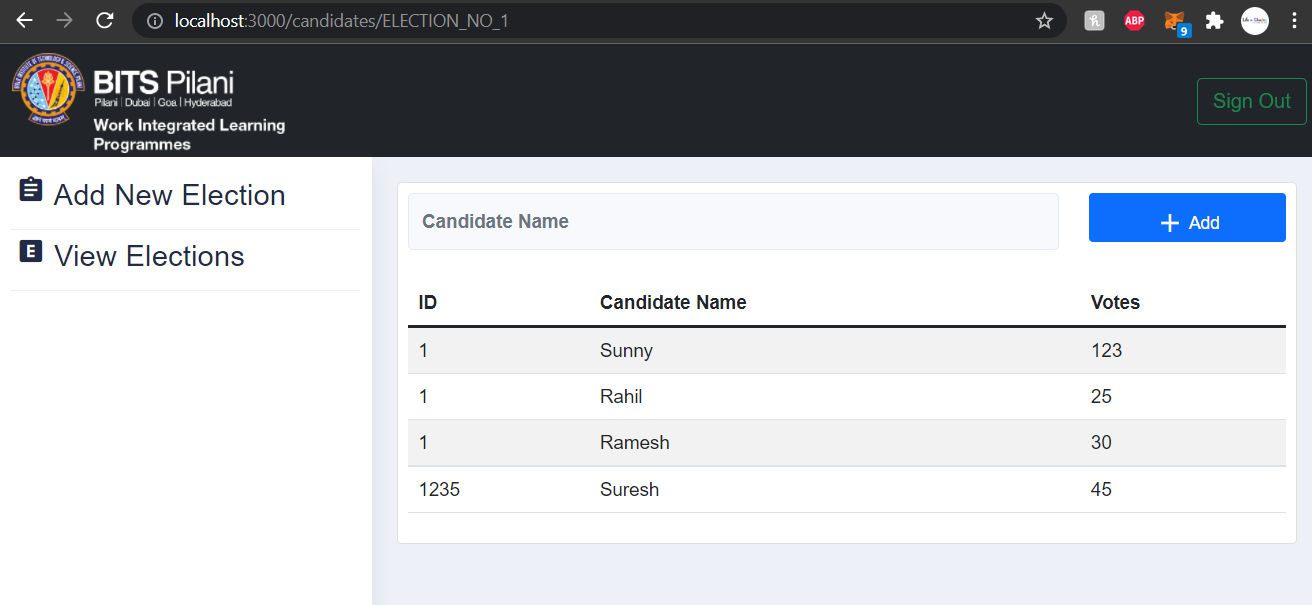 localhost:3000/candidates/ELECTION_NO_1
ABP
9
BITS Pilani
Pilani | Dubai | Goa | Hyderabad
Work Integrated Learning
Programmes
Sign Out
Add New Election
E View Elections
Candidate Name
+ Add
ID Candidate Name Votes
1 Sunny 123
1 Rahil 25
1 Ramesh 30
1235 Suresh 45